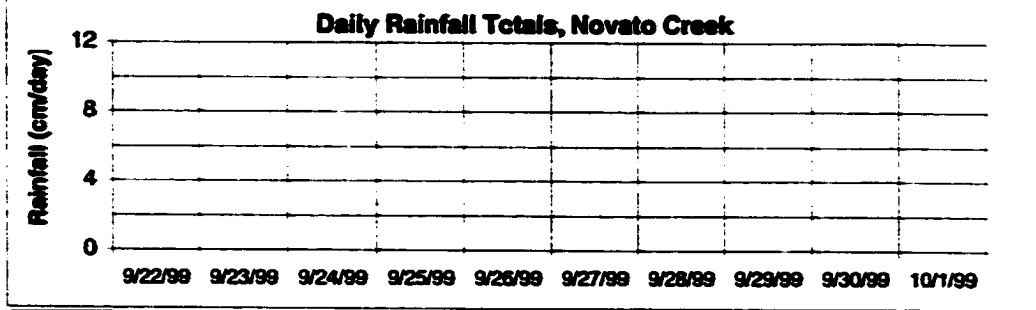 Daily Rainfall Totals, Novato Creek
Rainfall (cm/day)
12
8
4
0
9/22/99 9/23/99 9/24/99 9/25/99 9/26/99 9/27/99 9/28/99 9/29/99 9/30/99 10/1/99